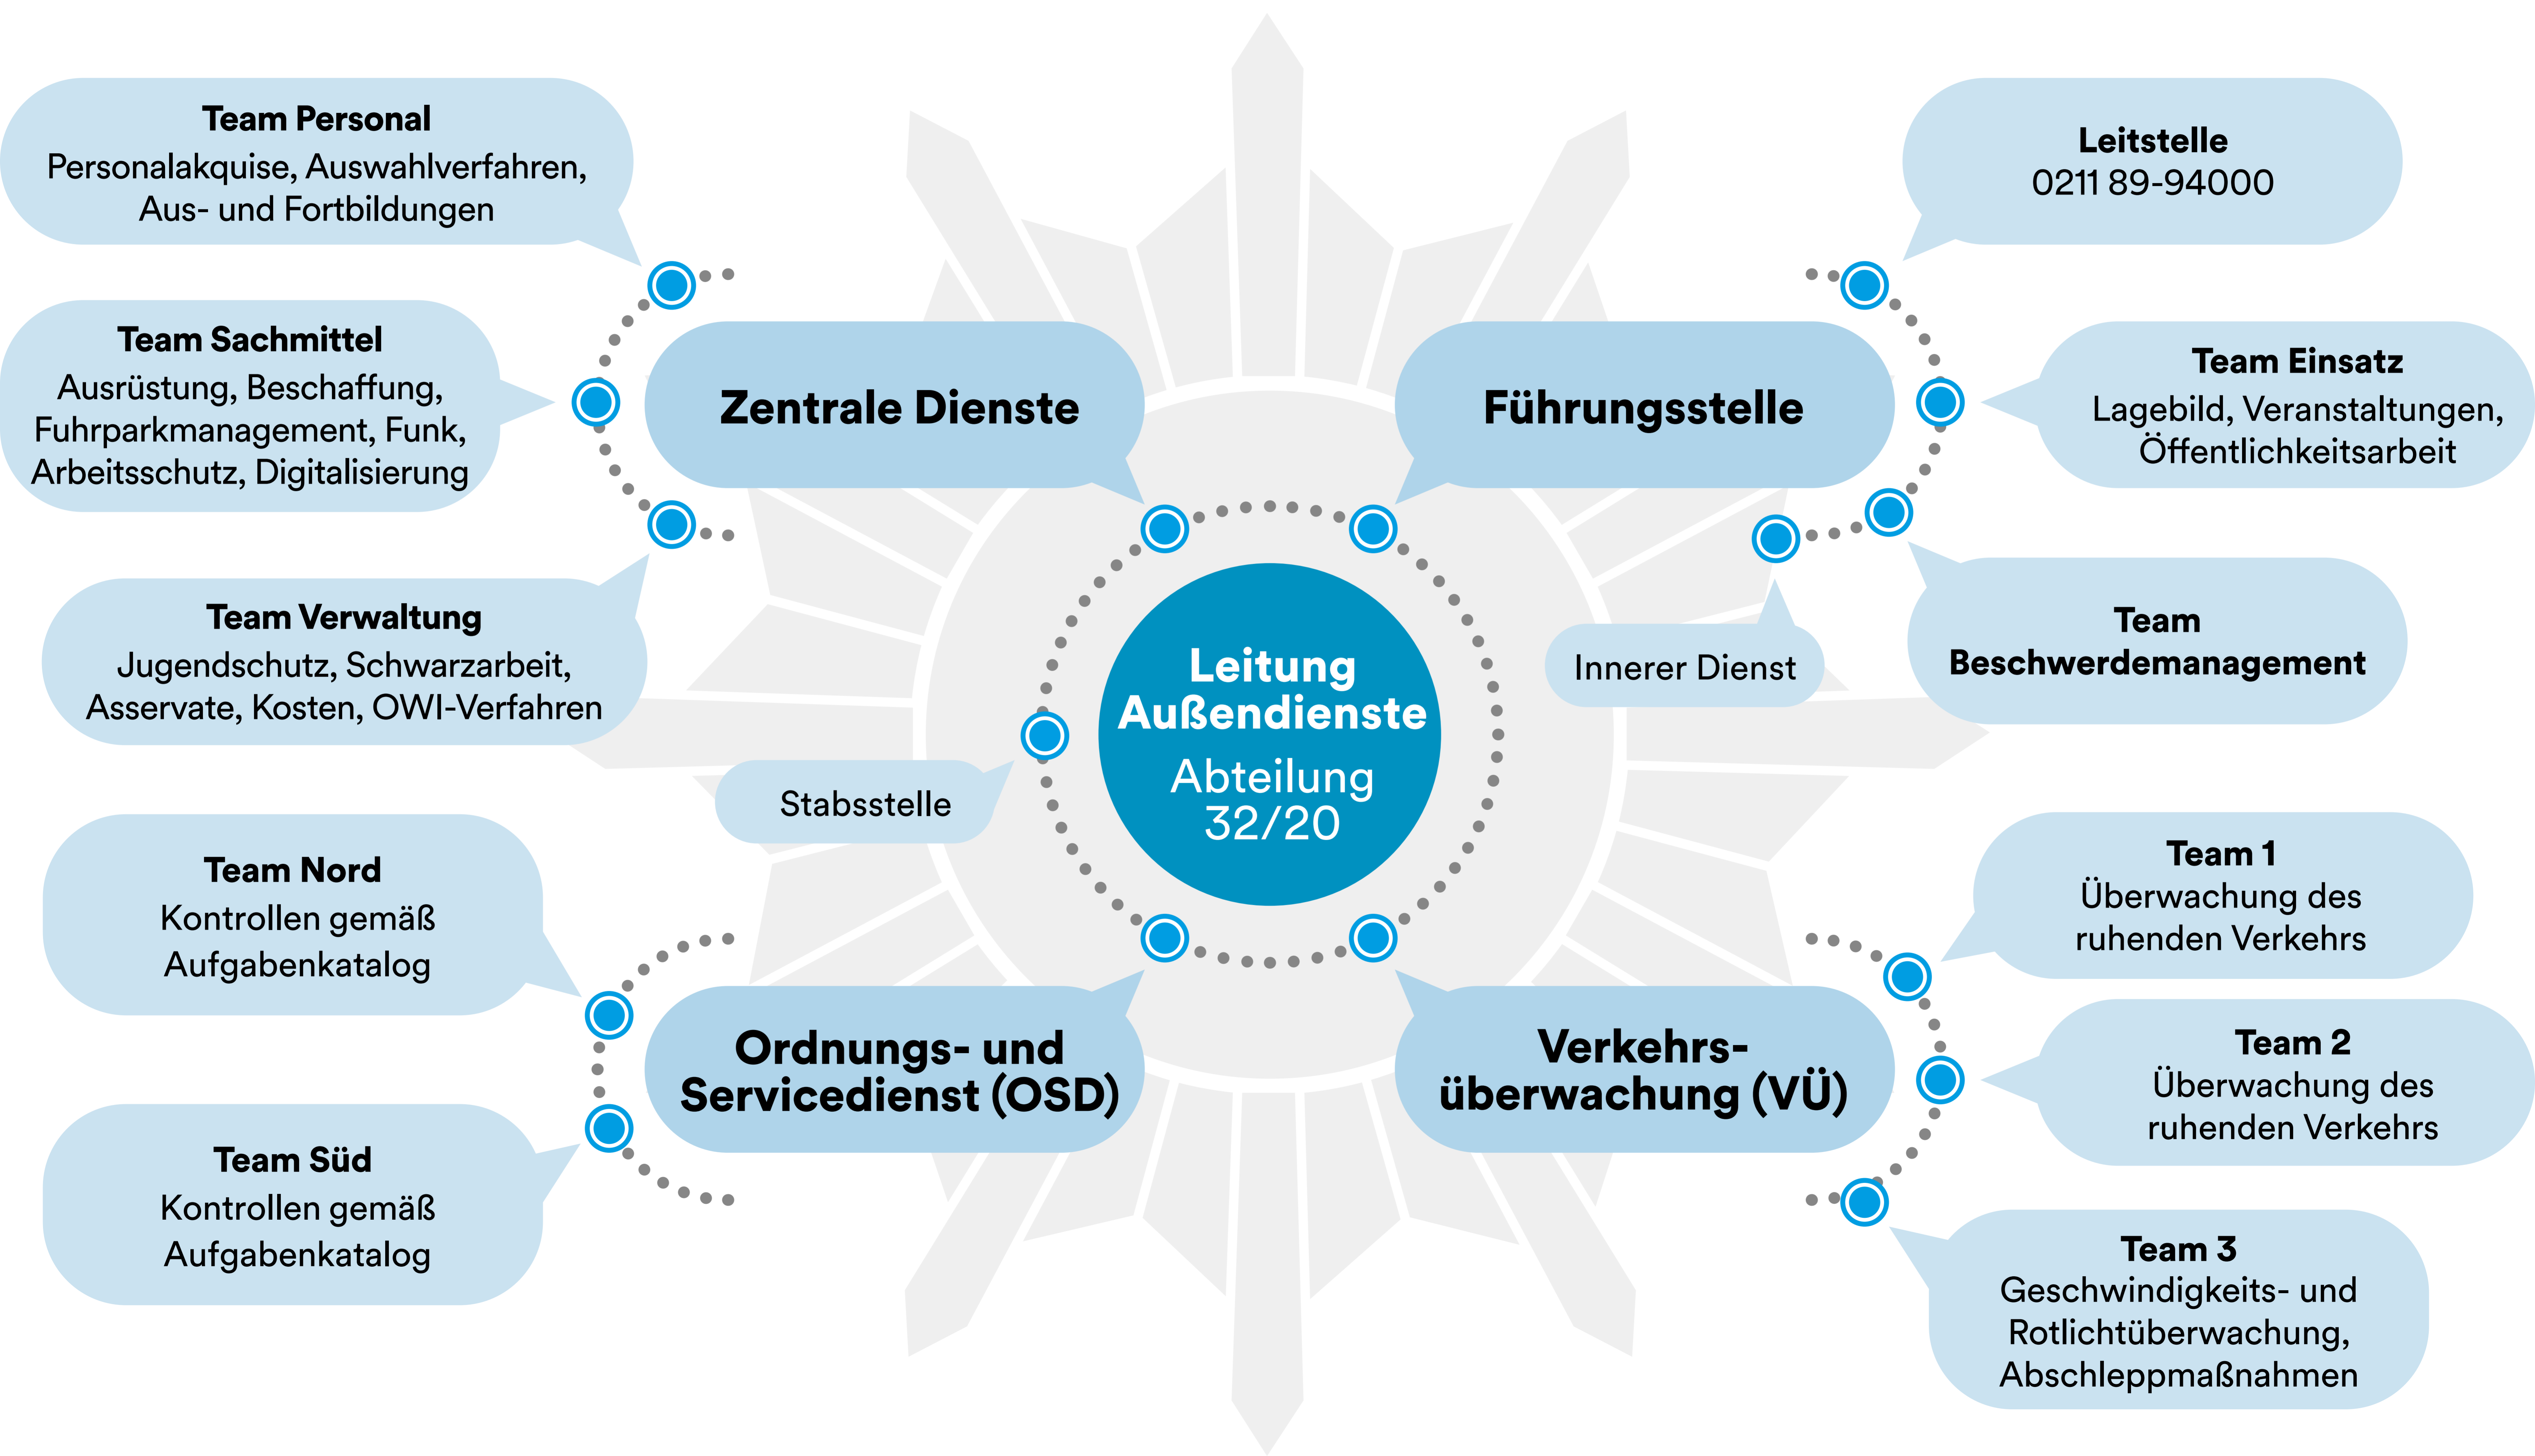 Team Personal
Personalakquise, Auswahlverfahren,
Aus- und Fortbildungen
Team Sachmittel
Ausrüstung, Beschaffung,
Fuhrparkmanagement, Funk,
Arbeitsschutz, Digitalisierung
Team Verwaltung
Jugendschutz, Schwarzarbeit,
Asservate, Kosten, OWI-Verfahren
Zentrale Dienste
Führungsstelle
Leitstelle
0211 89-94000
Team Einsatz
Lagebild, Veranstaltungen,
Öffentlichkeitsarbeit
Team
Beschwerdemanagement
Innerer Dienst
Leitung
Außendienste
Abteilung
32/20
Stabsstelle
Team Nord
Kontrollen gemäß
Aufgabenkatalog
Team Süd
Kontrollen gemäß
Aufgabenkatalog
Ordnungs- und
Servicedienst (OSD)
Verkehrs-
überwachung (VÜ)
Team 1
Überwachung des
ruhenden Verkehrs
Team 2
Überwachung des
ruhenden Verkehrs
Team 3
Geschwindigkeits- und
Rotlichtüberwachung,
Abschleppmaßnahmen